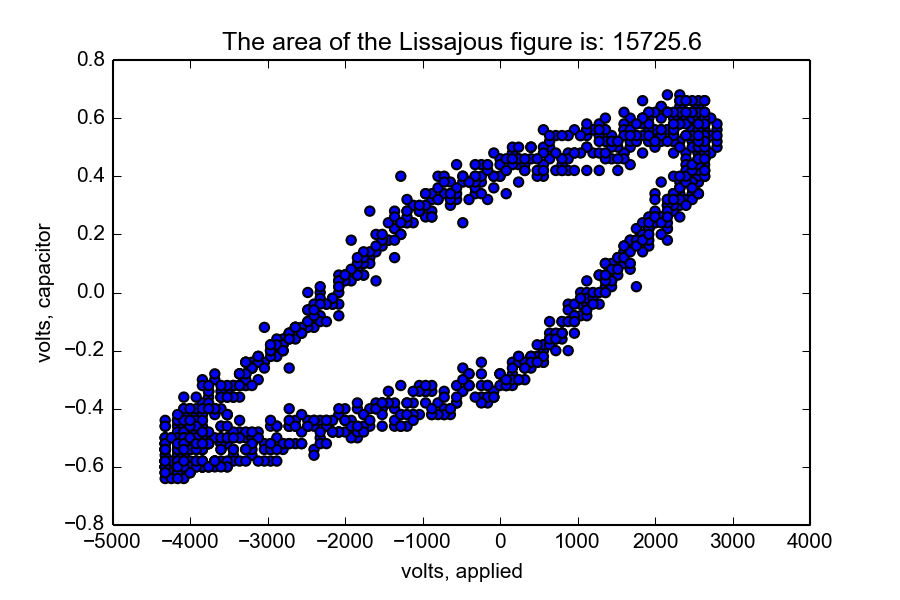 The area of the Lissajous figure is: 15725.6
0.8
0.6
0.4
0.2
0.0
−0.2
−0.4
−0.6
−0.8
volts, capacitor
−5000 −4000 −3000 −2000 −1000 0 1000 2000 3000 4000
volts, applied